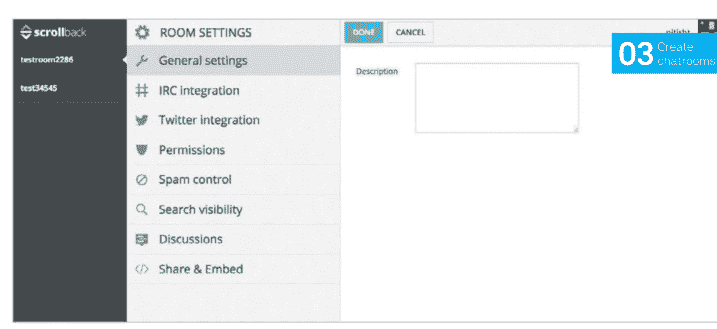 scrollback
testroom2286
test34545
ROOM SETTINGS
General settings
IRC integration
Twitter integration
Permissions
Spam control
Search visibility
Discussions
Share & Embed
DONE CANCEL
Description
03 Create
chatrooms